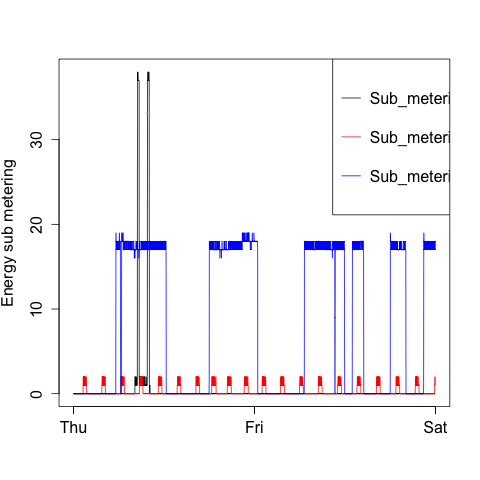 Sub_meteri
Sub_meteri
Sub_meteri
Energy sub metering
0
10
20
30
Thu Fri Sat